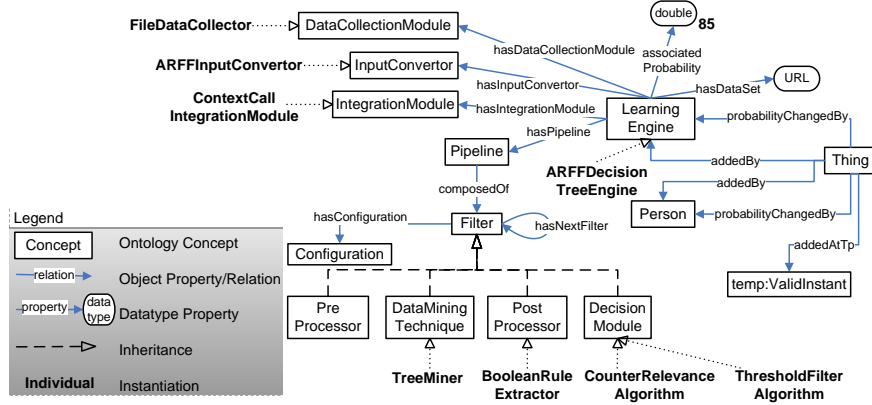 FileDataCollector
DataCollectionModule
double
85
hasDataCollectionModule
associated
Probability
ARFFInputConvertor
InputConvertor
hasInputConvertor
hasDataSet
URL
ContextCall
IntegrationModule
IntegrationModule
hasIntegrationModule
Learning
Engine
probabilityChangedBy
hasPipeline
Pipeline
ARFFDecision
TreeEngine
addedBy
Thing
composedOf
addedBy
Person
probabilityChangedBy
hasConfiguration
Filter
hasNextFilter
Configuration
addedAtTp
temp:ValidInstant
Pre
Processor
DataMining
Technique
Post
Processor
Decision
Module
TreeMiner
BooleanRule
Extractor
CounterRelevance
Algorithm
ThresholdFilter
Algorithm
Legend
Concept
Ontology Concept
relation
Object Property/Relation
property
data
type
Datatype Property
Inheritance
Individual
Instantiation